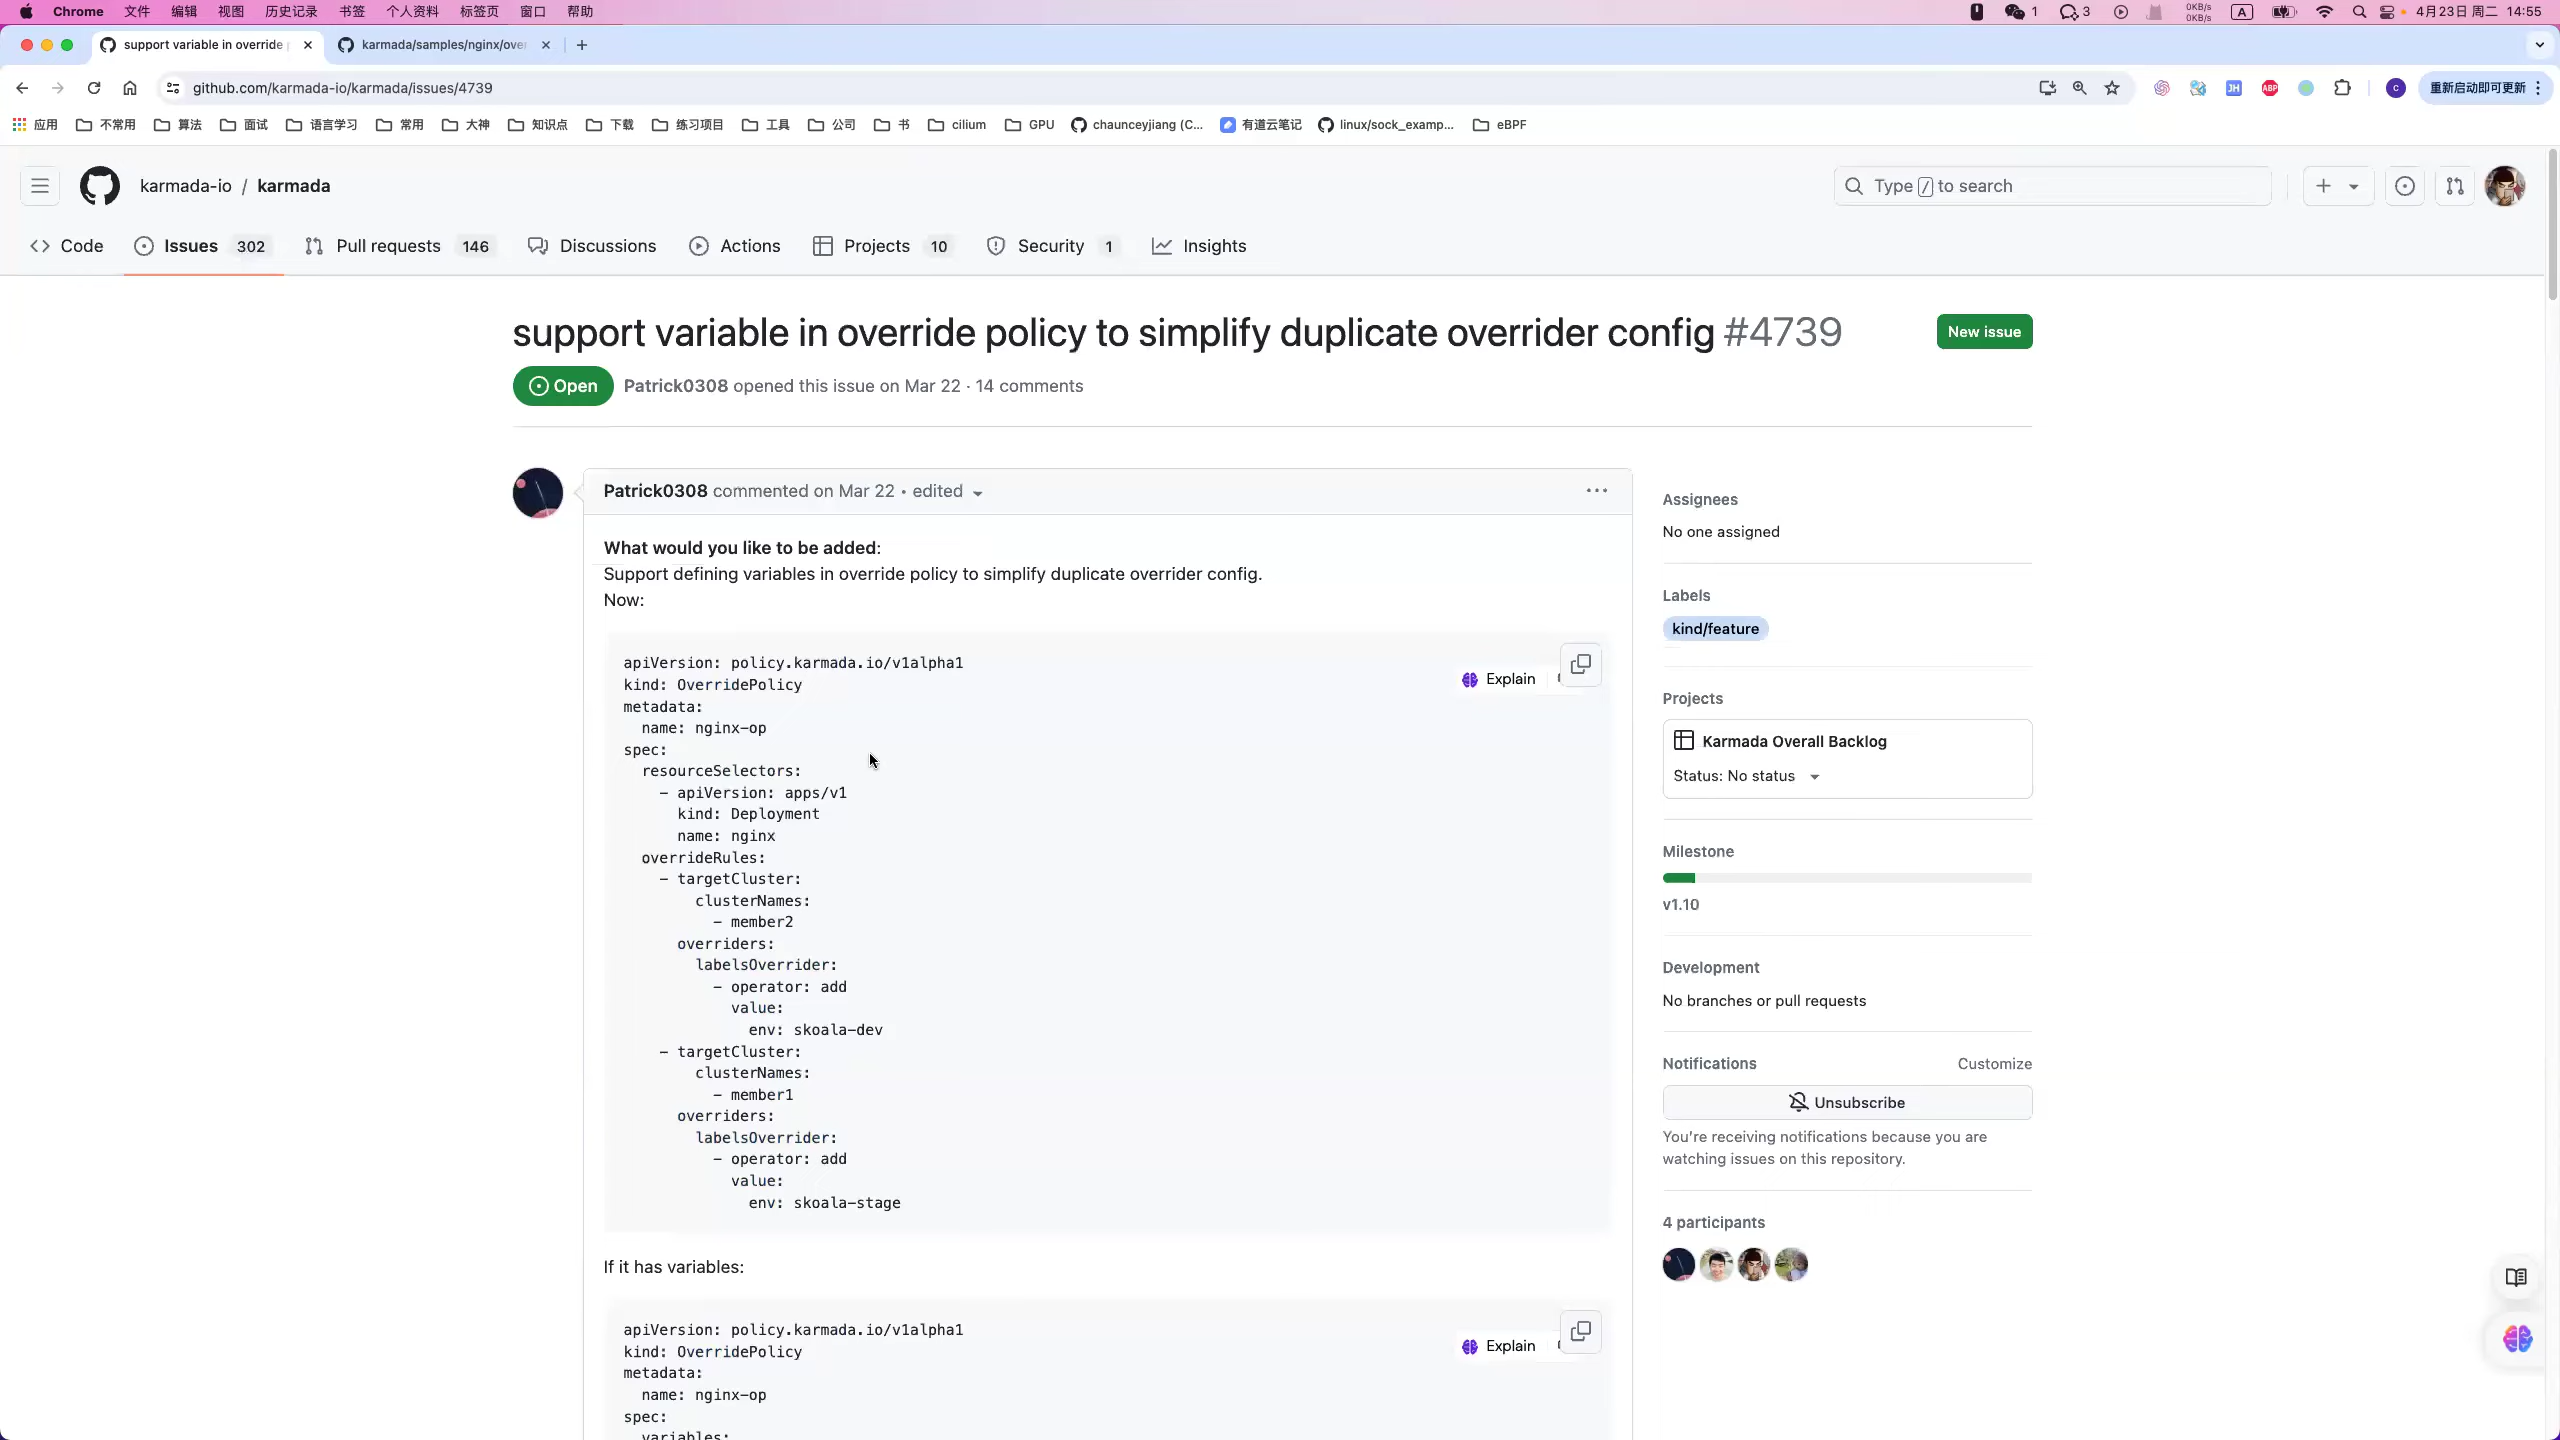 Chrome 文件 编辑 视图 历史记录 书签 个人资料 标签页 窗口 帮助 1 3 0KB/s 0KB/s A 4月23日 周二 14:55
support variable in override karmada/samples/nginx/over
github.com/karmada-io/karmada/issues/4739 JH ABP C 重新启动即可更新
应用 不常用 算法 面试 语言学习 常用 大神 知识点 下载 练习项目 工具 公司 书 cilium GPU chaunceyjiang (C... 有道云笔记 linux/sock_examp... eBPF
karmada-io / karmada Type / to search
Code Issues 302 Pull requests 146 Discussions Actions Projects 10 Security 1 Insights
support variable in override policy to simplify duplicate overrider config #4739 New issue
Open Patrick0308 opened this issue on Mar 22 · 14 comments
Patrick0308 commented on Mar 22 • edited
What would you like to be added:
Support defining variables in override policy to simplify duplicate overrider config.
Now:
apiVersion: policy.karmada.io/v1alpha1
Explain
kind: OverridePolicy
metadata:
name: nginx-op
spec:
resourceSelectors:
- apiVersion: apps/v1
kind: Deployment
name: nginx
overrideRules:
- targetCluster:
clusterNames:
- member2
overriders:
labelsOverrider:
- operator: add
value:
env: skoala-dev
- targetCluster:
clusterNames:
- member1
overriders:
labelsOverrider:
- operator: add
value:
env: skoala-stage
If it has variables:
apiVersion: policy.karmada.io/v1alpha1
Explain
kind: OverridePolicy
metadata:
name: nginx-op
spec:
variables:
Assignees
No one assigned
Labels
kind/feature
Projects
Karmada Overall Backlog
Status: No status
Milestone
v1.10
Development
No branches or pull requests
Notifications Customize
Unsubscribe
You're receiving notifications because you are
watching issues on this repository.
4 participants